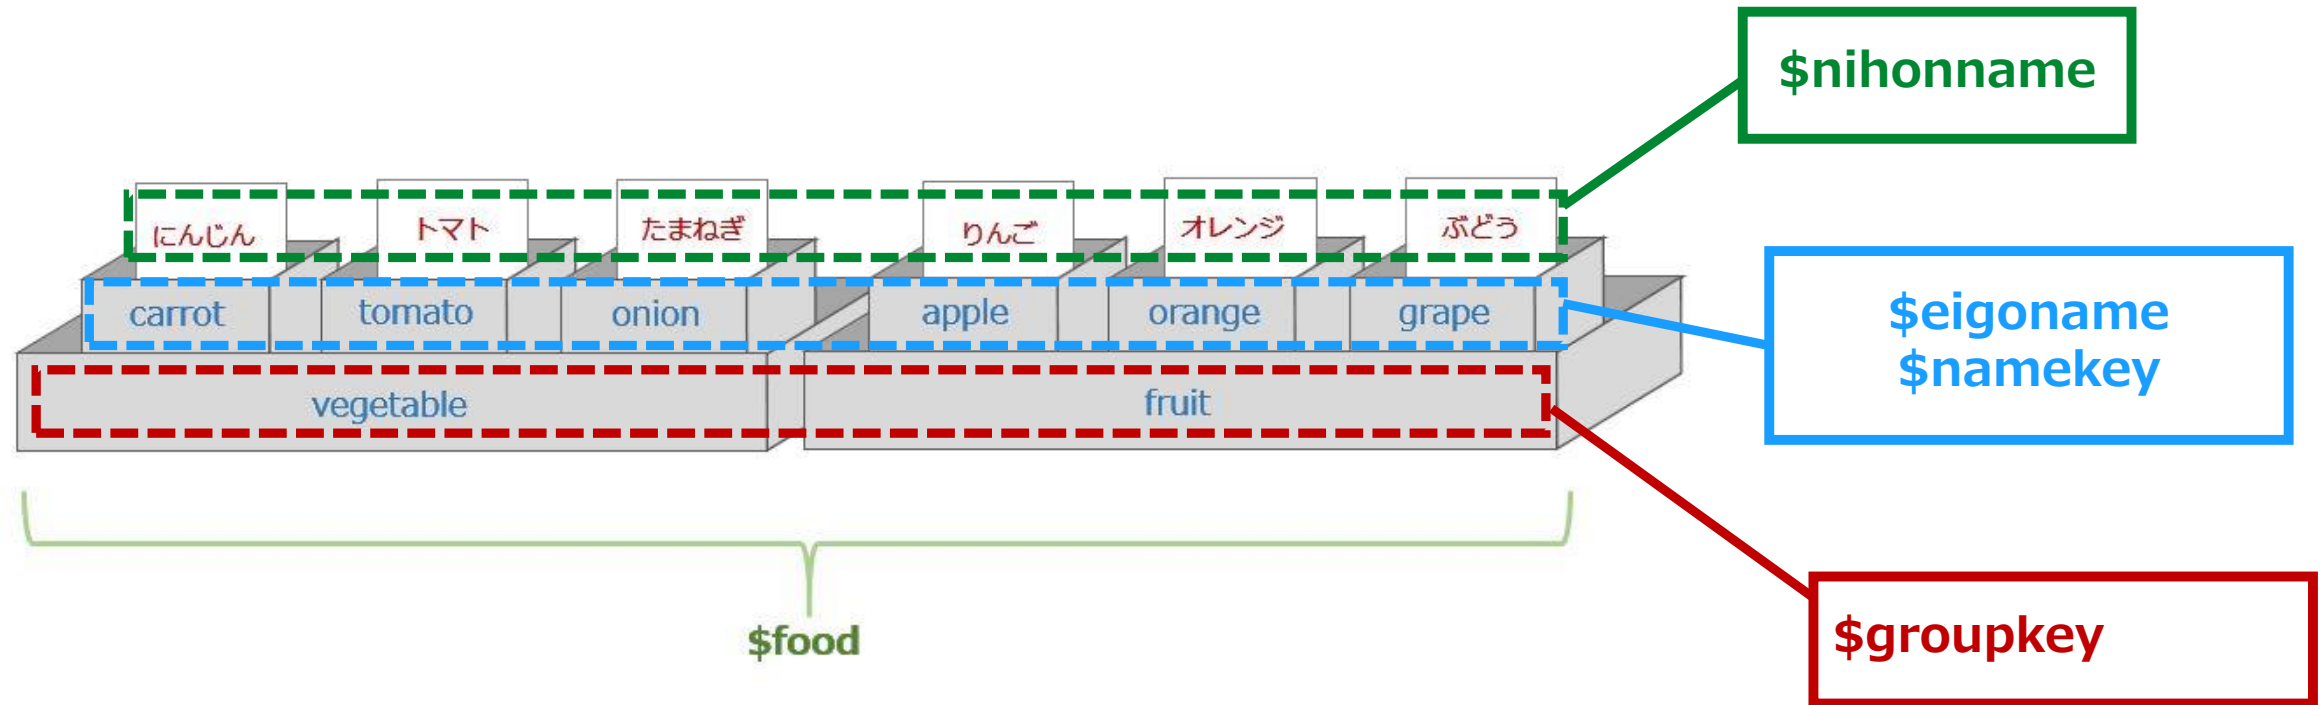 $nihonname
にんじん
トマト
たまねぎ
りんご
オレンジ
ぶどう
carrot
tomato
onion
apple
orange
grape
$eigoname
$namekey
vegetable
fruit
$food
$groupkey